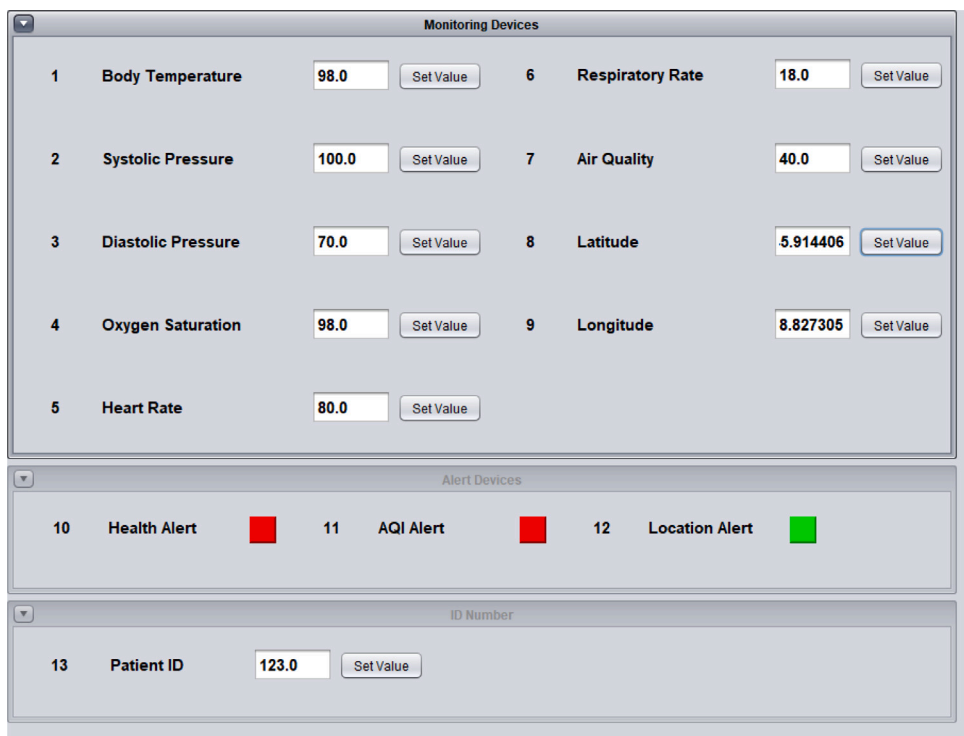 Monitoring Devices
1 Body Temperature 98.0 Set Value 6 Respiratory Rate 18.0 Set Value
2 Systolic Pressure 100.0 Set Value 7 Air Quality 40.0 Set Value
3 Diastolic Pressure 70.0 Set Value 8 Latitude 5.914406 Set Value
4 Oxygen Saturation 98.0 Set Value 9 Longitude 8.827305 Set Value
5 Heart Rate 80.0 Set Value
Alert Devices
10 Health Alert 11 AQI Alert 12 Location Alert
ID Number
13 Patient ID 123.0 Set Value